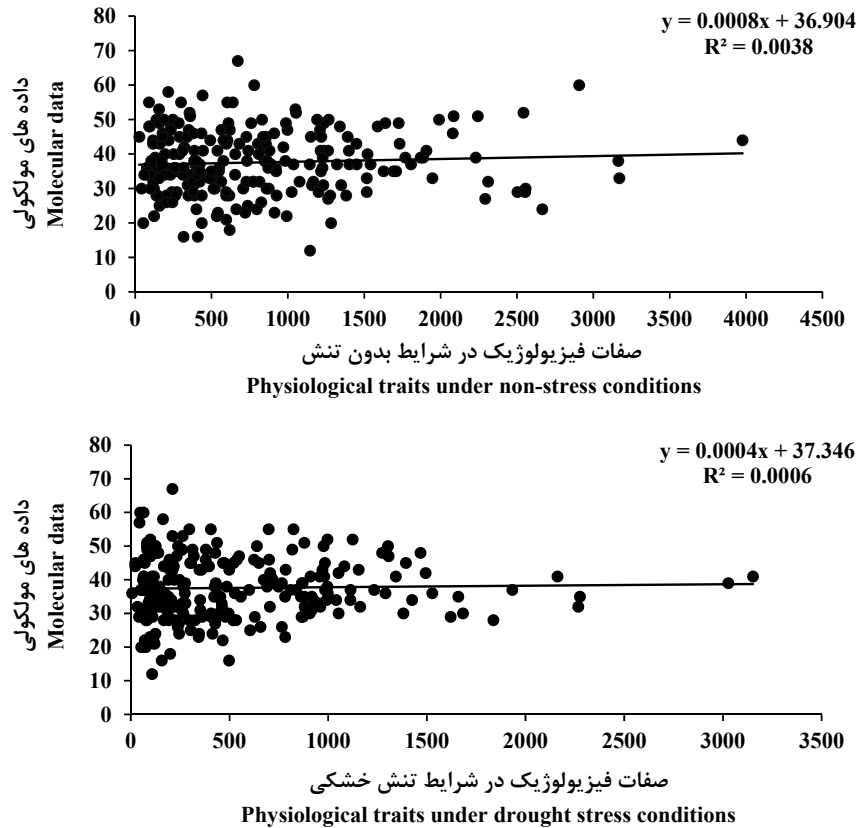 y = 0.0008x + 36.904
R² = 0.0038
80
70
60
50
40
30
20
10
0
داده های مولکولی
Molecular data
0 500 1000 1500 2000 2500 3000 3500 4000 4500
صفات فیزیولوژیک در شرایط بدون تنش
Physiological traits under non-stress conditions
y = 0.0004x + 37.346
R² = 0.0006
80
70
60
50
40
30
20
10
0
داده های مولکولی
Molecular data
0 500 1000 1500 2000 2500 3000 3500
صفات فیزیولوژیک در شرایط تنش خشکی
Physiological traits under drought stress conditions